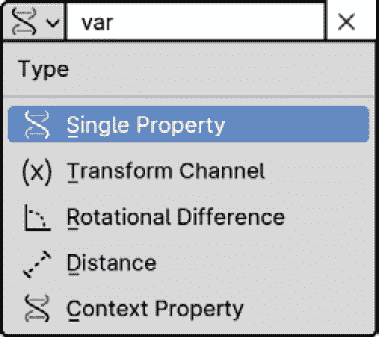 var
Type
Single Property
(x) Transform Channel
Rotational Difference
Distance
Context Property